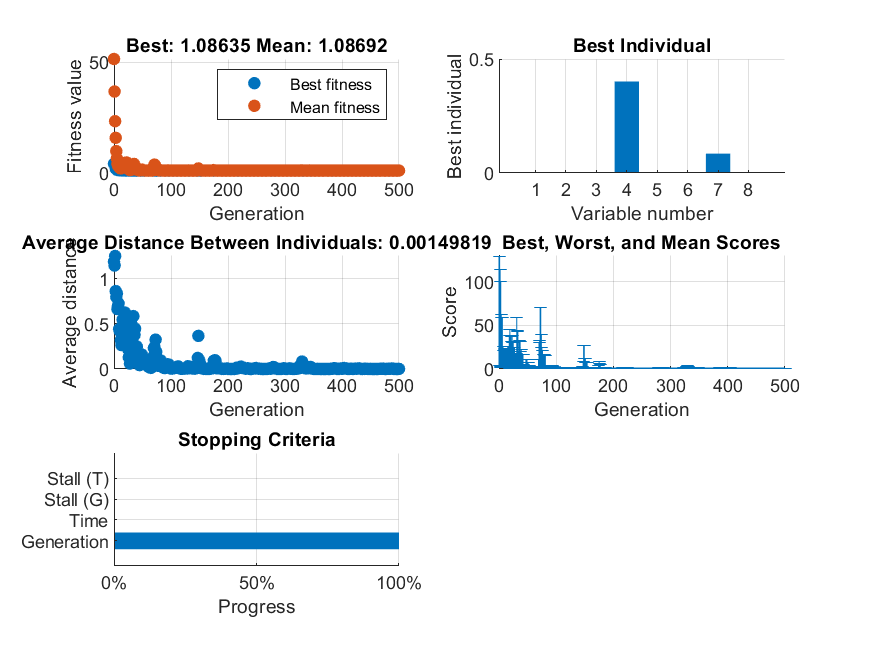 Best: 1.08635 Mean: 1.08692
Fitness value
50
0
Best fitness
Mean fitness
0 100 200 300 400 500
Generation
Best Individual
Best individual
0.5
0
1 2 3 4 5 6 7 8
Variable number
Average Distance Between Individuals: 0.00149819
Average distance
1
0.5
0
0 100 200 300 400 500
Generation
Best, Worst, and Mean Scores
Score
100
50
0
0 100 200 300 400 500
Generation
Stopping Criteria
Stall (T)
Stall (G)
Time
Generation
0% 50% 100%
Progress